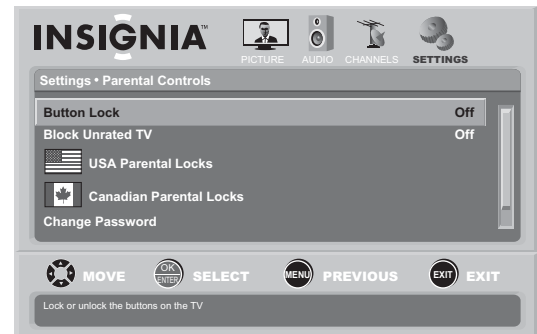 INSIGNIA™
PICTURE AUDIO CHANNELS SETTINGS
Settings • Parental Controls
Button Lock Off
Block Unrated TV Off
USA Parental Locks
Canadian Parental Locks
Change Password
MOVE OK ENTER SELECT MENU PREVIOUS EXIT EXIT
Lock or unlock the buttons on the TV